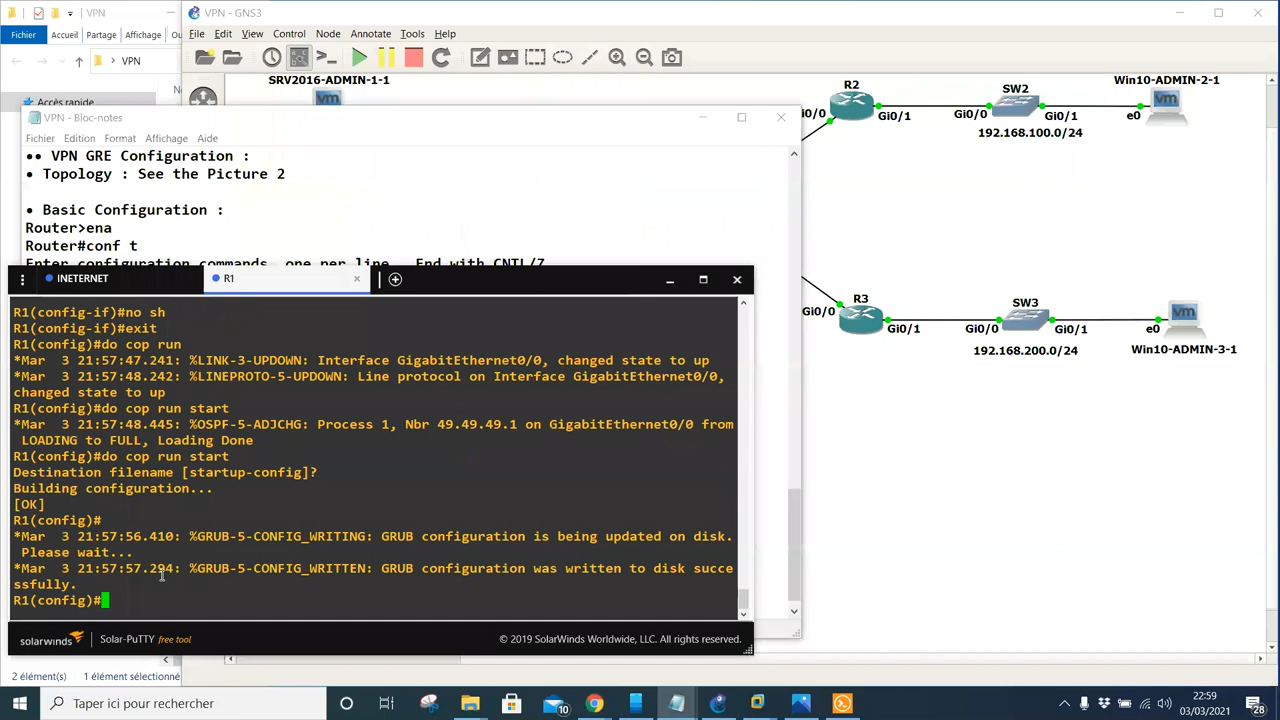 VPN
VPN - GNS3
Fichier
Accueil
Partage
Affichage
File
Edit
View
Control
Node
Annotate
Tools
Help
VPN
Accès rapide
SRV2016-ADMIN-1-1
R2
SW2
Win10-ADMIN-2-1
Gi0/1
Gi0/0
Gi0/1
e0
192.168.100.0/24
VPN - Bloc-notes
Fichier
Edition
Format
Affichage
Aide
•• VPN GRE Configuration :
• Topology : See the Picture 2
• Basic Configuration :
Router>ena
Router#conf t
Enter configuration commands, one per line. End with CNTL/Z
INETERNET
R1
R1(config-if)#no sh
R1(config-if)#exit
R1(config)#do cop run
*Mar  3 21:57:47.241: %LINK-3-UPDOWN: Interface GigabitEthernet0/0, changed state to up
*Mar  3 21:57:48.242: %LINEPROTO-5-UPDOWN: Line protocol on Interface GigabitEthernet0/0,
changed state to up
R1(config)#do cop run start
*Mar  3 21:57:48.445: %OSPF-5-ADJCHG: Process 1, Nbr 49.49.49.1 on GigabitEthernet0/0 from
LOADING to FULL, Loading Done
R1(config)#do cop run start
Destination filename [startup-config]?
Building configuration...
[OK]
R1(config)#
*Mar  3 21:57:56.410: %GRUB-5-CONFIG_WRITING: GRUB configuration is being updated on disk.
Please wait...
*Mar  3 21:57:57.294: %GRUB-5-CONFIG_WRITTEN: GRUB configuration was written to disk succe
ssfully.
R1(config)#
R3
SW3
Gi0/0
Gi0/1
Gi0/0
Gi0/1
e0
192.168.200.0/24
Win10-ADMIN-3-1
solarwinds
Solar-PuTTY free tool
© 2019 SolarWinds Worldwide, LLC. All rights reserved.
2 élément(s)
1 élément sélectionné
Taper ici pour rechercher
10
22:59
03/03/2021
28